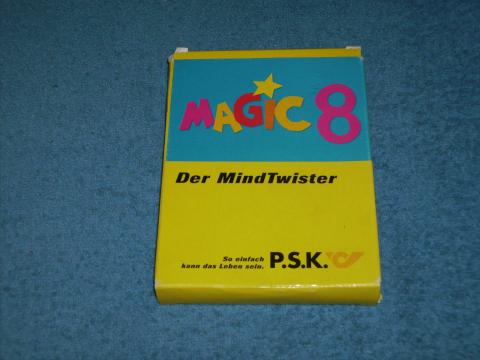 MAGiC 8
Der MindTwister
So einfach
kann das Leben sein.
P.S.K.